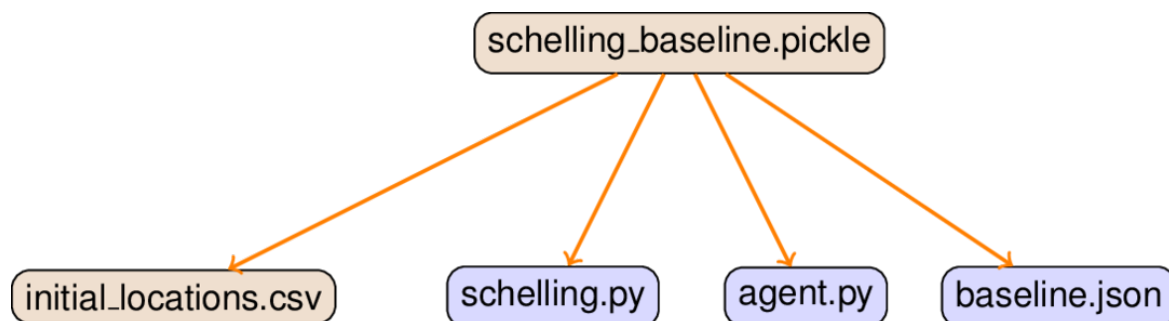 schelling_baseline.pickle
initial_locations.csv
schelling.py
agent.py
baseline.json